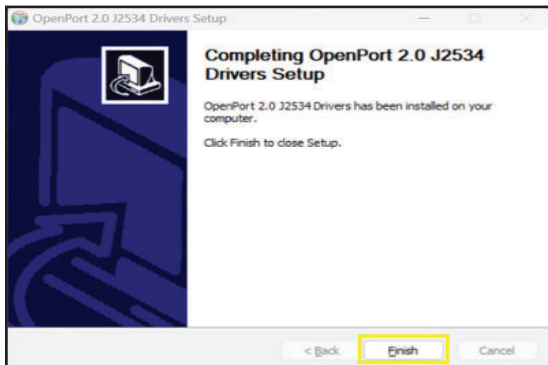 OpenPort 2.0 J2534 Drivers Setup
Completing OpenPort 2.0 J2534
Drivers Setup
OpenPort 2.0 J2534 Drivers has been installed on your
computer.
Click Finish to close Setup.
< Back Finish Cancel